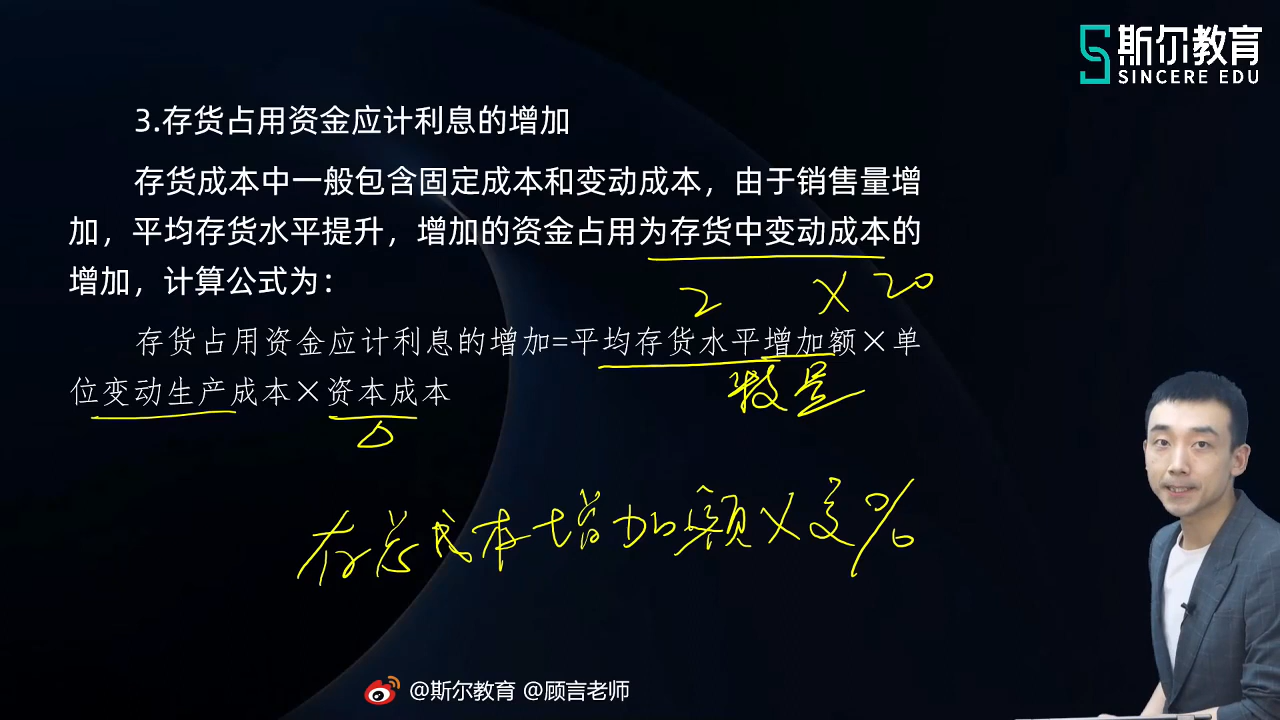 斯尔教育
SINCERE EDU
3.存货占用资金应计利息的增加
存货成本中一般包含固定成本和变动成本，由于销售量增
加，平均存货水平提升，增加的资金占用为存货中变动成本的
增加，计算公式为：
2 × 20
存货占用资金应计利息的增加=平均存货水平增加额×单
位变动生产成本×资本成本
数量
存总成本增加额×变%
@斯尔教育 @顾言老师